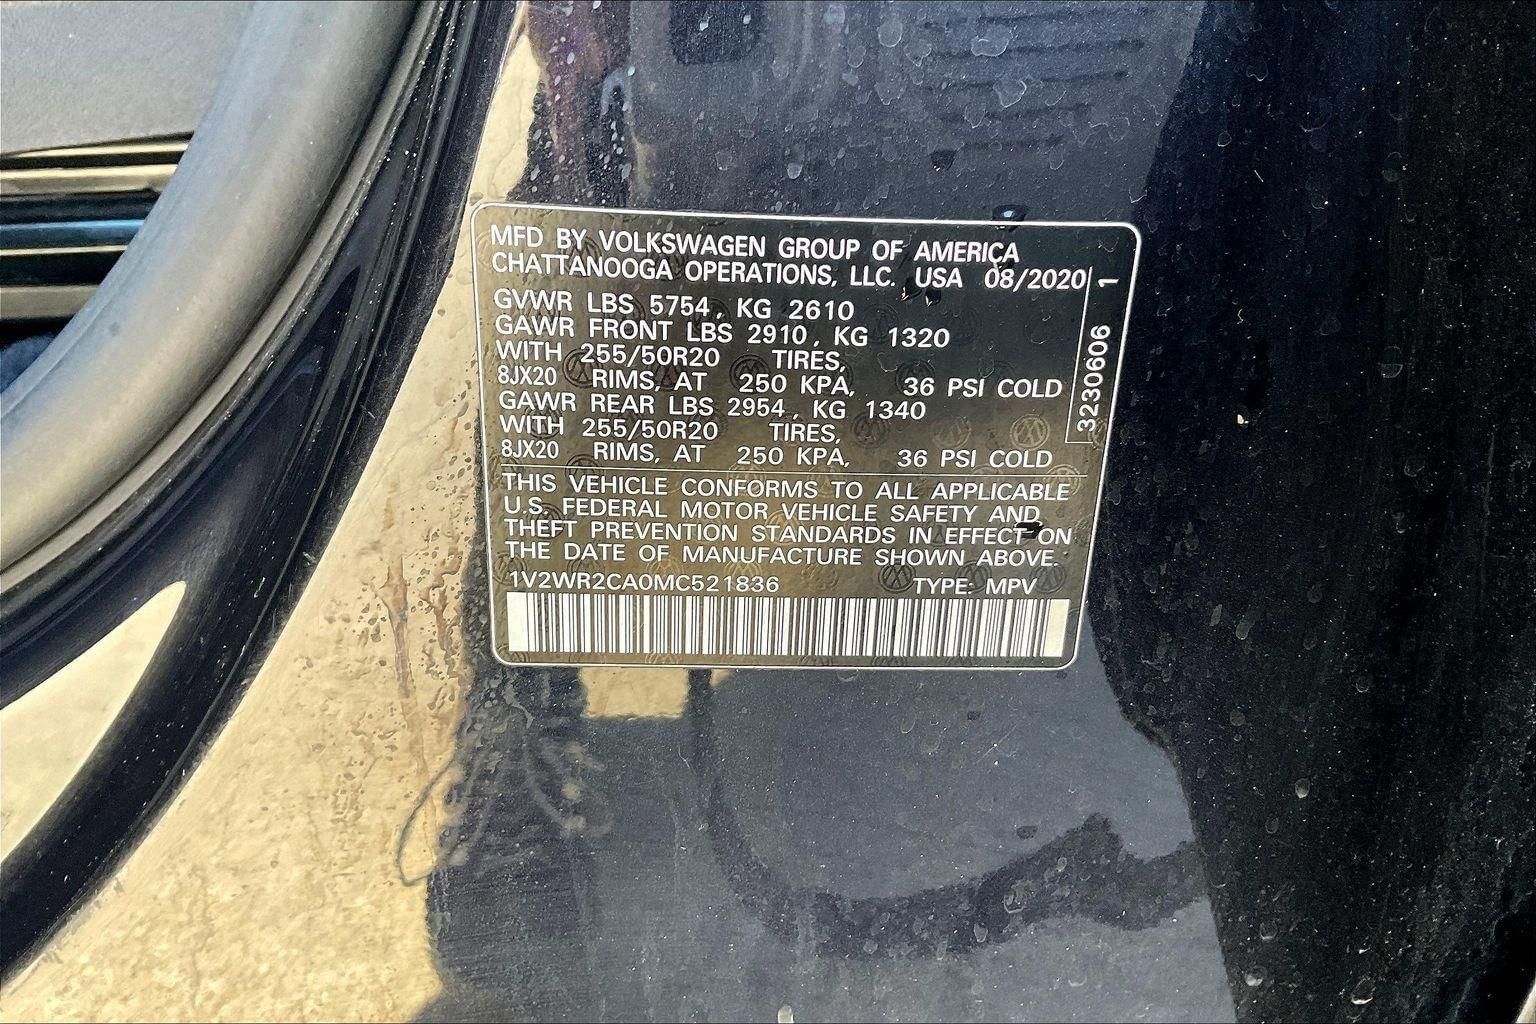 MFD BY VOLKSWAGEN GROUP OF AMERICA
CHATTANOOGA OPERATIONS, LLC. USA 08/2020
GVWR LBS 5754, KG 2610
GAWR FRONT LBS 2910, KG 1320
WITH 255/50R20 TIRES,
8JX20 RIMS, AT 250 KPA, 36 PSI COLD
GAWR REAR LBS 2954, KG 1340
WITH 255/50R20 TIRES,
8JX20 RIMS, AT 250 KPA, 36 PSI COLD
3230606 1
THIS VEHICLE CONFORMS TO ALL APPLICABLE
U.S. FEDERAL MOTOR VEHICLE SAFETY AND
THEFT PREVENTION STANDARDS IN EFFECT ON
THE DATE OF MANUFACTURE SHOWN ABOVE.
1V2WR2CA0MC521836 TYPE: MPV